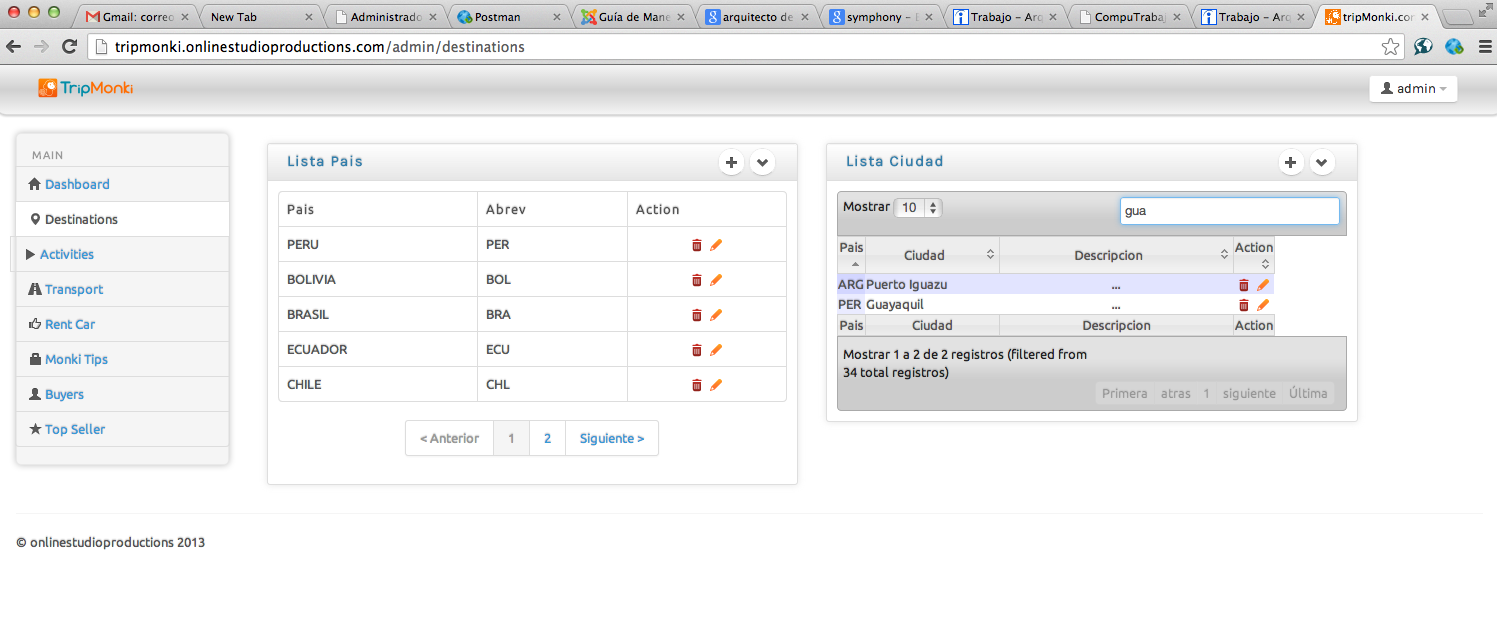 Gmail: correo
New Tab
Administrado
Postman
Guía de Mane
arquitecto de
symphony – B
Trabajo – Arq
CompuTrabaj
Trabajo – Arq
tripMonki.con
tripmonki.onlinestudioproductions.com/admin/destinations
TripMonki
admin
MAIN
Dashboard
Destinations
Activities
Transport
Rent Car
Monki Tips
Buyers
Top Seller
Lista Pais
Pais Abrev Action
PERU PER
BOLIVIA BOL
BRASIL BRA
ECUADOR ECU
CHILE CHL
< Anterior 1 2 Siguiente >
Lista Ciudad
Mostrar 10
gua
Pais Ciudad Descripcion Action
ARG Puerto Iguazu ...
PER Guayaquil ...
Pais Ciudad Descripcion Action
Mostrar 1 a 2 de 2 registros (filtered from
34 total registros)
Primera atras 1 siguiente Última
© onlinestudioproductions 2013